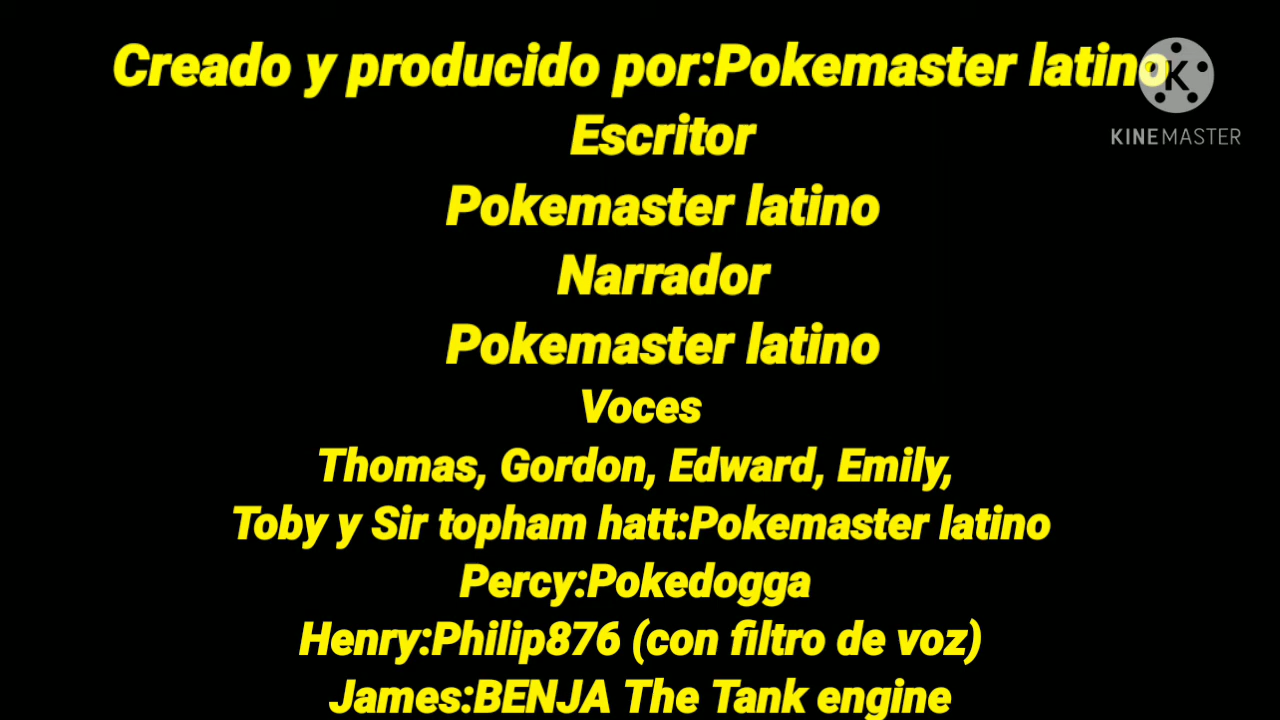 Creado y producido por:Pokemaster latino
K
KINEMASTER
Escritor
Pokemaster latino
Narrador
Pokemaster latino
Voces
Thomas, Gordon, Edward, Emily,
Toby y Sir topham hatt:Pokemaster latino
Percy:Pokedogga
Henry:Philip876 (con filtro de voz)
James:BENJA The Tank engine